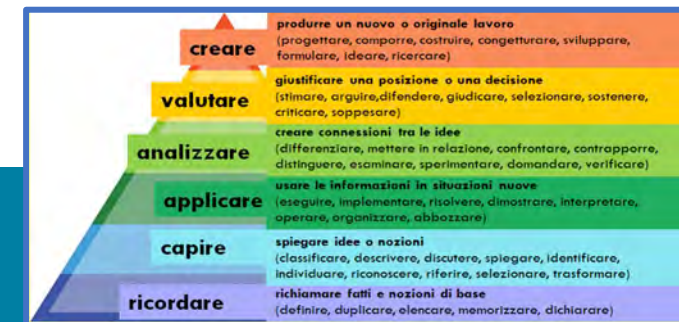 creare
produrre un nuovo o originale lavoro
(progettare, comporre, costruire, congetturare, sviluppare,
formulare, ideare, ricercare)
valutare
giustificare una posizione o una decisione
(stimare, arguire,difendere, giudicare, selezionare, sostenere,
criticare, soppesare)
analizzare
creare connessioni tra le idee
(differenziare, mettere in relazione, confrontare, contrapporre,
distinguere, esaminare, sperimentare, domandare, verificare)
applicare
usare le informazioni in situazioni nuove
(eseguire, implementare, risolvere, dimostrare, interpretare,
operare, organizzare, abbozzare)
capire
spiegare idee o nozioni
(classificare, descrivere, discutere, spiegare, identificare,
individuare, riconoscere, riferire, selezionare, trasformare)
ricordare
richiamare fatti e nozioni di base
(definire, duplicare, elencare, memorizzare, dichiarare)